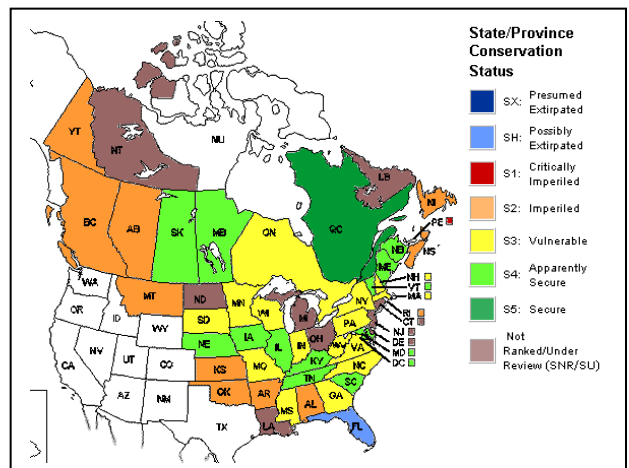 State/Province
Conservation
Status
SX: Presumed
Extirpated
SH: Possibly
Extirpated
S1: Critically
Imperiled
S2: Imperiled
S3: Vulnerable
S4: Apparently
Secure
S5: Secure
Not
Ranked/Under
Review (SNR/SU)
YT
NT
NU
LB
BC
AB
SK
MB
ON
QC
NF
PE
NB
NS
ME
WA
MT
ND
MN
NH
VT
MA
OR
ID
WY
SD
WI
MI
NY
RI
CT
NE
IA
PA
NJ
DE
MD
DC
NV
UT
CO
KS
MO
IL
IN
OH
WV
VA
KY
CA
AZ
NM
OK
AR
TN
NC
SC
TX
LA
MS
AL
GA
FL